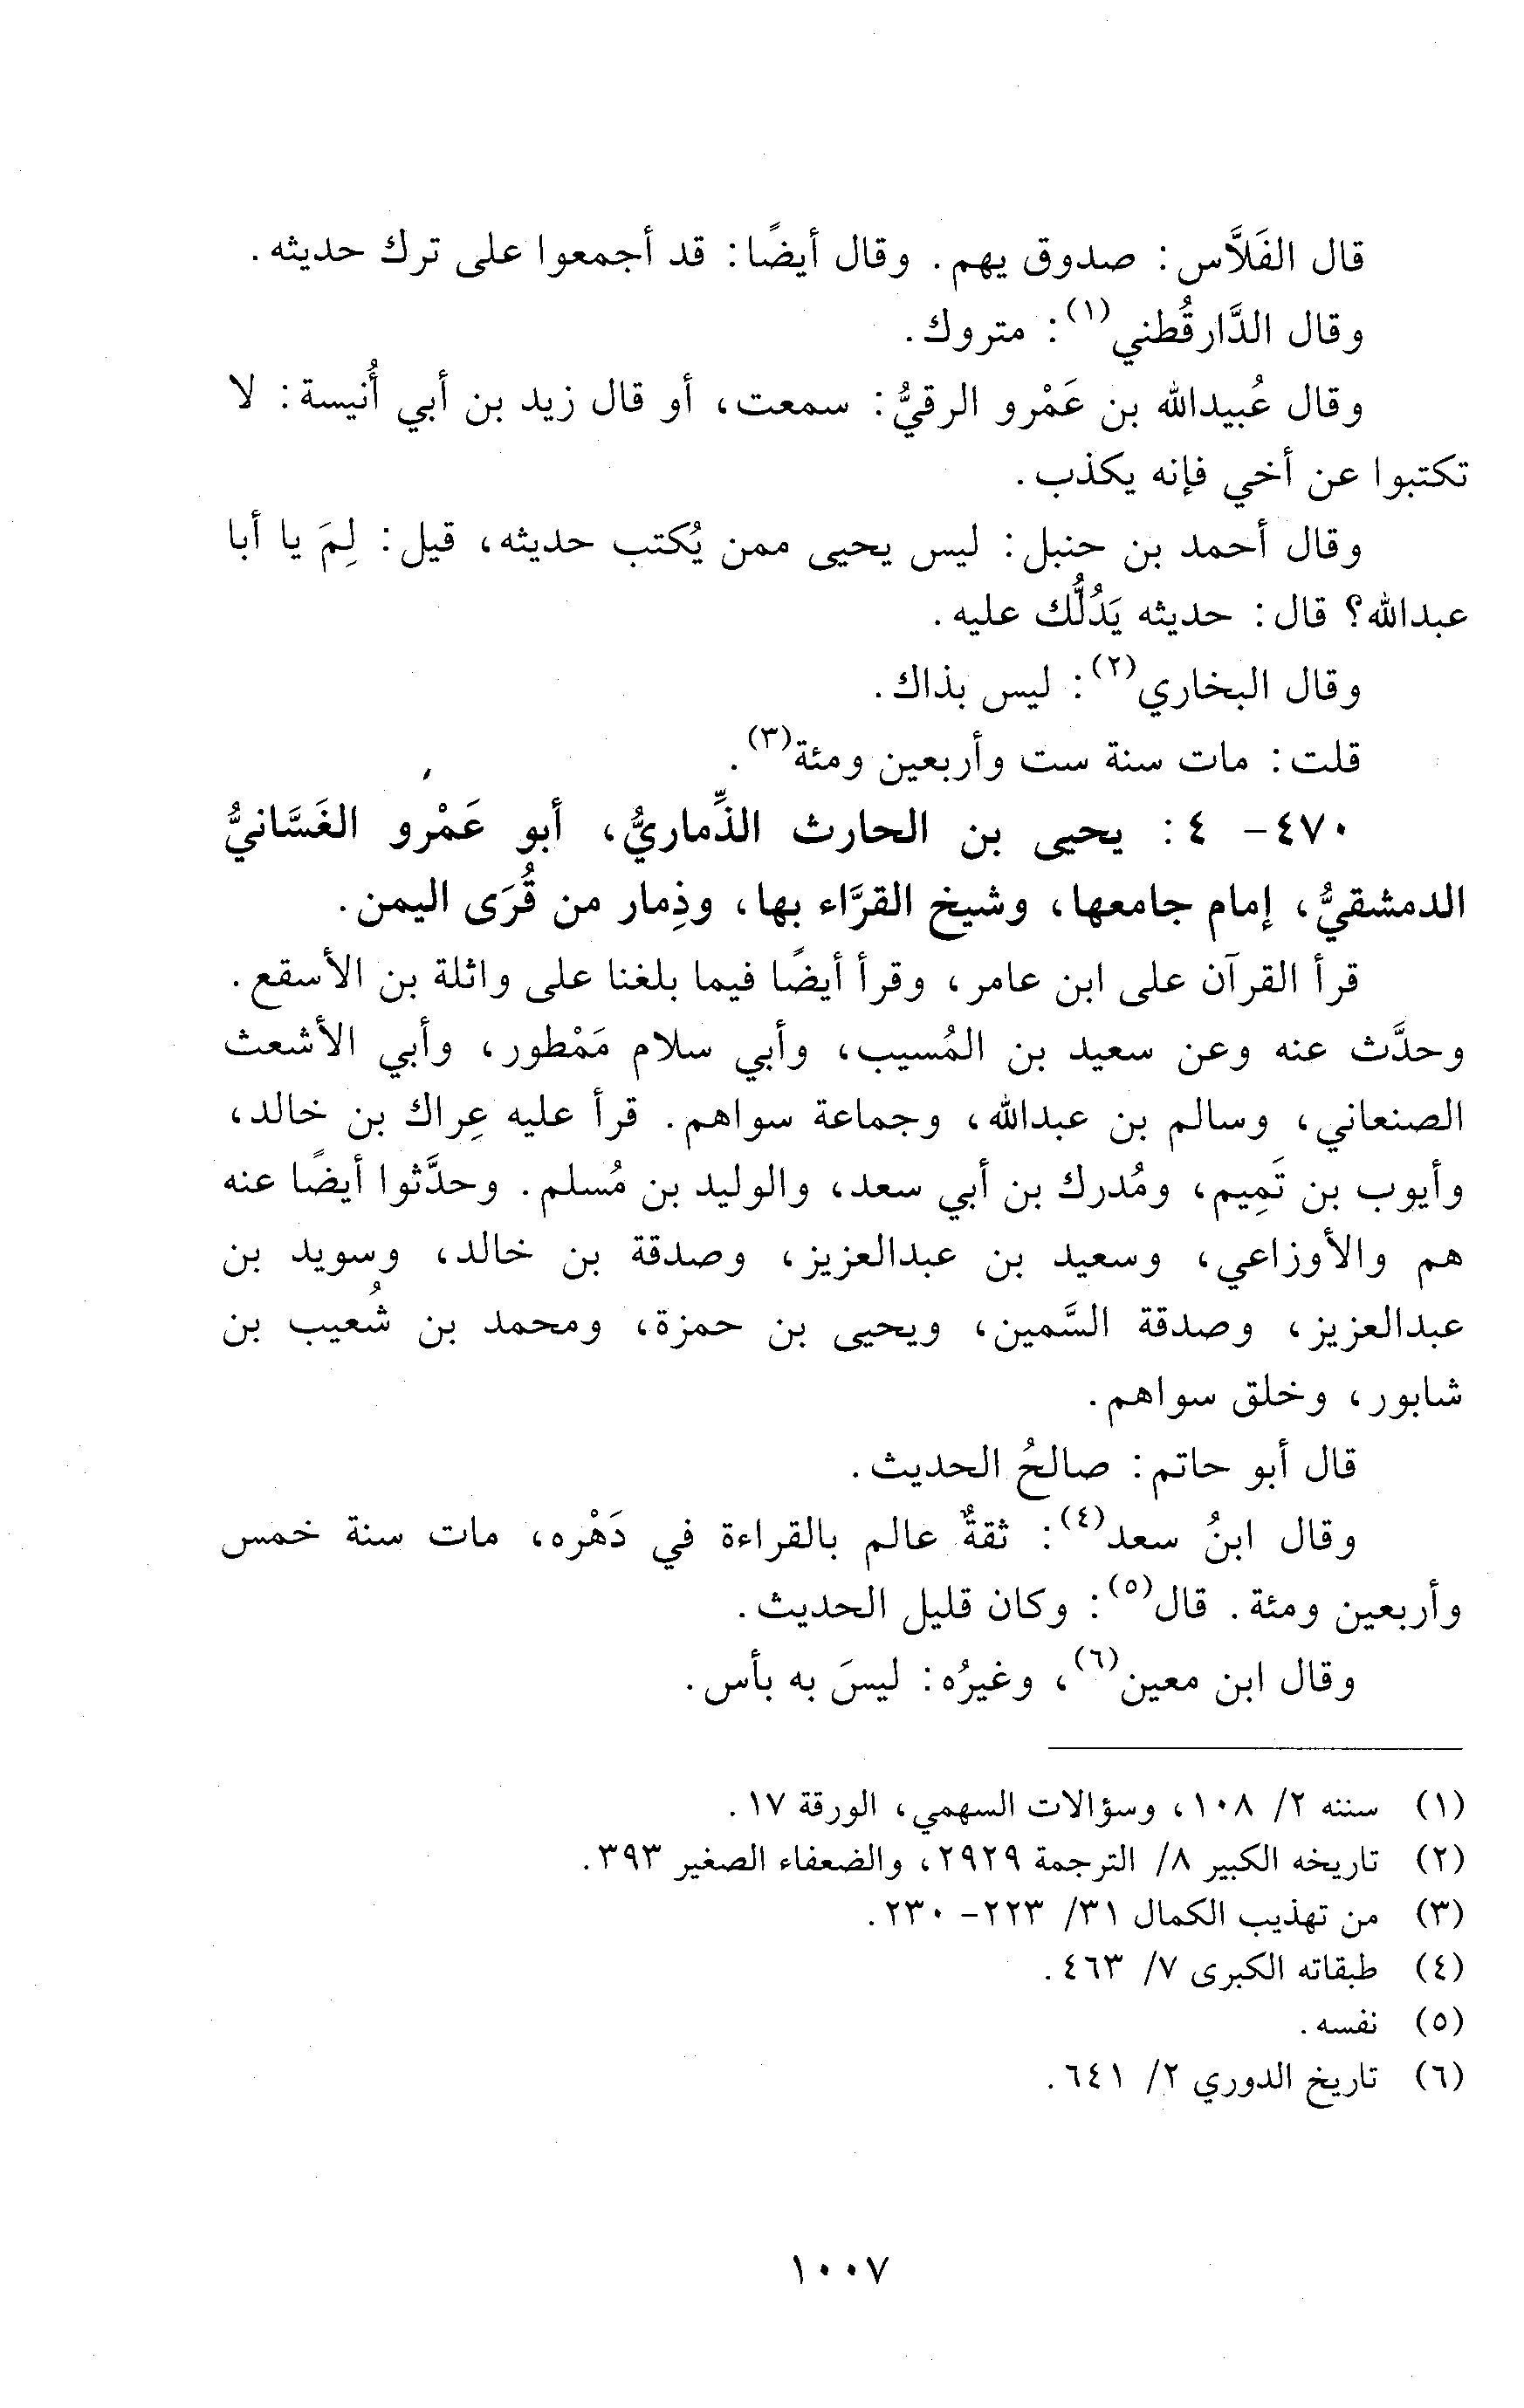 قال الفَلاَّس: صدوق يهم. وقال أيضًا: قد أجمعوا على ترك حديثه.
وقال الدَّارقُطني(١): متروك.
وقال عُبيدالله بن عَمْرو الرقيُّ: سمعت، أو قال زيد بن أبي أُنيسة: لا
تكتبوا عن أخي فإنه يكذب.
وقال أحمد بن حنبل: ليس يحيى ممن يُكتب حديثه، قيل: لِمَ يا أبا
عبدالله؟ قال: حديثه يَدُلُّك عليه.
وقال البخاري(٢): ليس بذاك.
قلت: مات سنة ست وأربعين ومئة(٣).
٤٧٠- ٤: يحيى بن الحارث الذِّماريُّ، أبو عَمْرو الغَسَّانيُّ
الدمشقيُّ، إمام جامعها، وشيخ القرَّاء بها، وذِمار من قُرَى اليمن.
قرأ القرآن على ابن عامر، وقرأ أيضًا فيما بلغنا على واثلة بن الأسقع.
وحدَّث عنه وعن سعيد بن المُسيب، وأبي سلام مَمْطور، وأبي الأشعث
الصنعاني، وسالم بن عبدالله، وجماعة سواهم. قرأ عليه عِراك بن خالد،
وأيوب بن تَمِيم، ومُدرك بن أبي سعد، والوليد بن مُسلم. وحدَّثوا أيضًا عنه
هم والأوزاعي، وسعيد بن عبدالعزيز، وصدقة بن خالد، وسويد بن
عبدالعزيز، وصدقة السَّمين، ويحيى بن حمزة، ومحمد بن شُعيب بن
شابور، وخلق سواهم.
قال أبو حاتم: صالحُ الحديث.
وقال ابنُ سعد(٤): ثقةٌ عالم بالقراءة في دَهْره، مات سنة خمس
وأربعين ومئة. قال(٥): وكان قليل الحديث.
وقال ابن معين(٦)، وغيرُه: ليسَ به بأس.
(١) سننه ٢/ ١٠٨، وسؤالات السهمي، الورقة ١٧.
(٢) تاريخه الكبير ٨/ الترجمة ٢٩٢٩، والضعفاء الصغير ٣٩٣.
(٣) من تهذيب الكمال ٣١/ ٢٢٣- ٢٣٠.
(٤) طبقاته الكبرى ٧/ ٤٦٣.
(٥) نفسه.
(٦) تاريخ الدوري ٢/ ٦٤١.
١٠٠٧